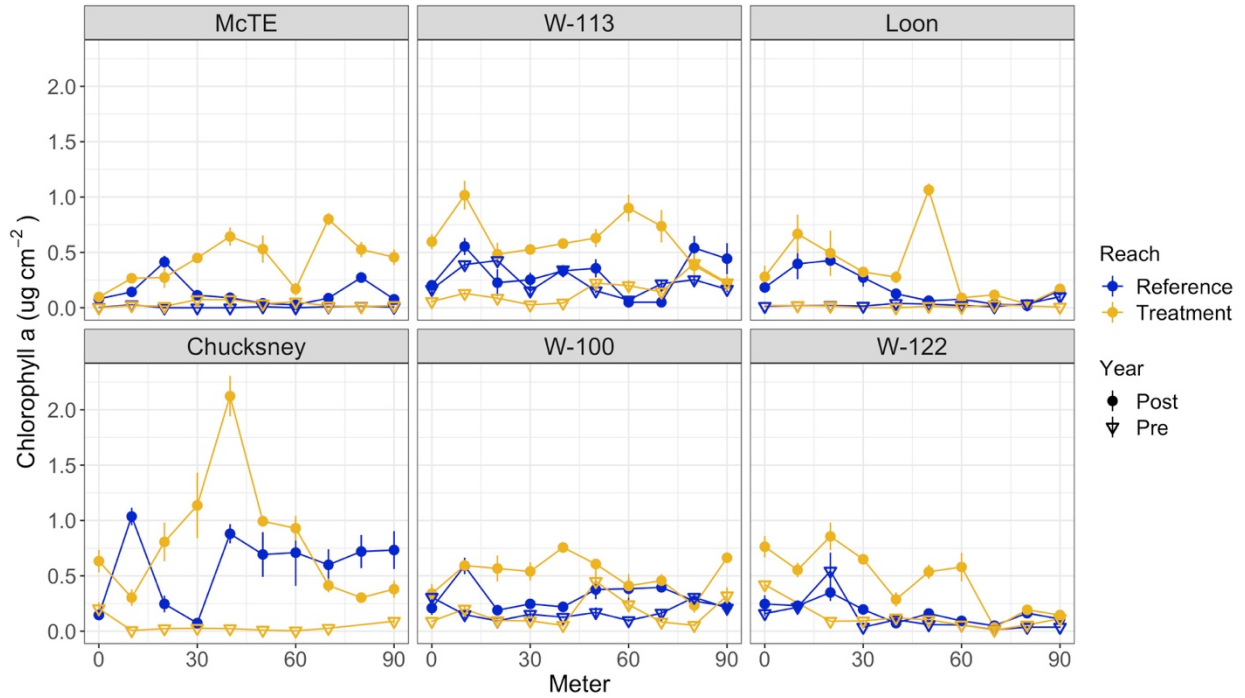 McTE W-113 Loon
2.0
1.5
1.0
0.5
0.0
Chucksney W-100 W-122
2.0
1.5
1.0
0.5
0.0
0 30 60 90 0 30 60 90 0 30 60 90
Meter
Chlorophyll a (ug cm⁻² )
Reach
Reference
Treatment
Year
Post
Pre